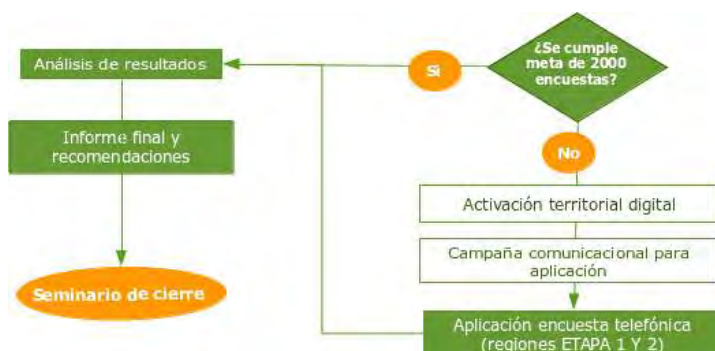 ¿Se cumple
meta de 2000
encuestas?
Si
Análisis de resultados
Informe final y
recomendaciones
No
Activación territorial digital
Campaña comunicacional para
aplicación
Seminario de cierre
Aplicación encuesta telefónica
(regiones ETAPA 1 Y 2)